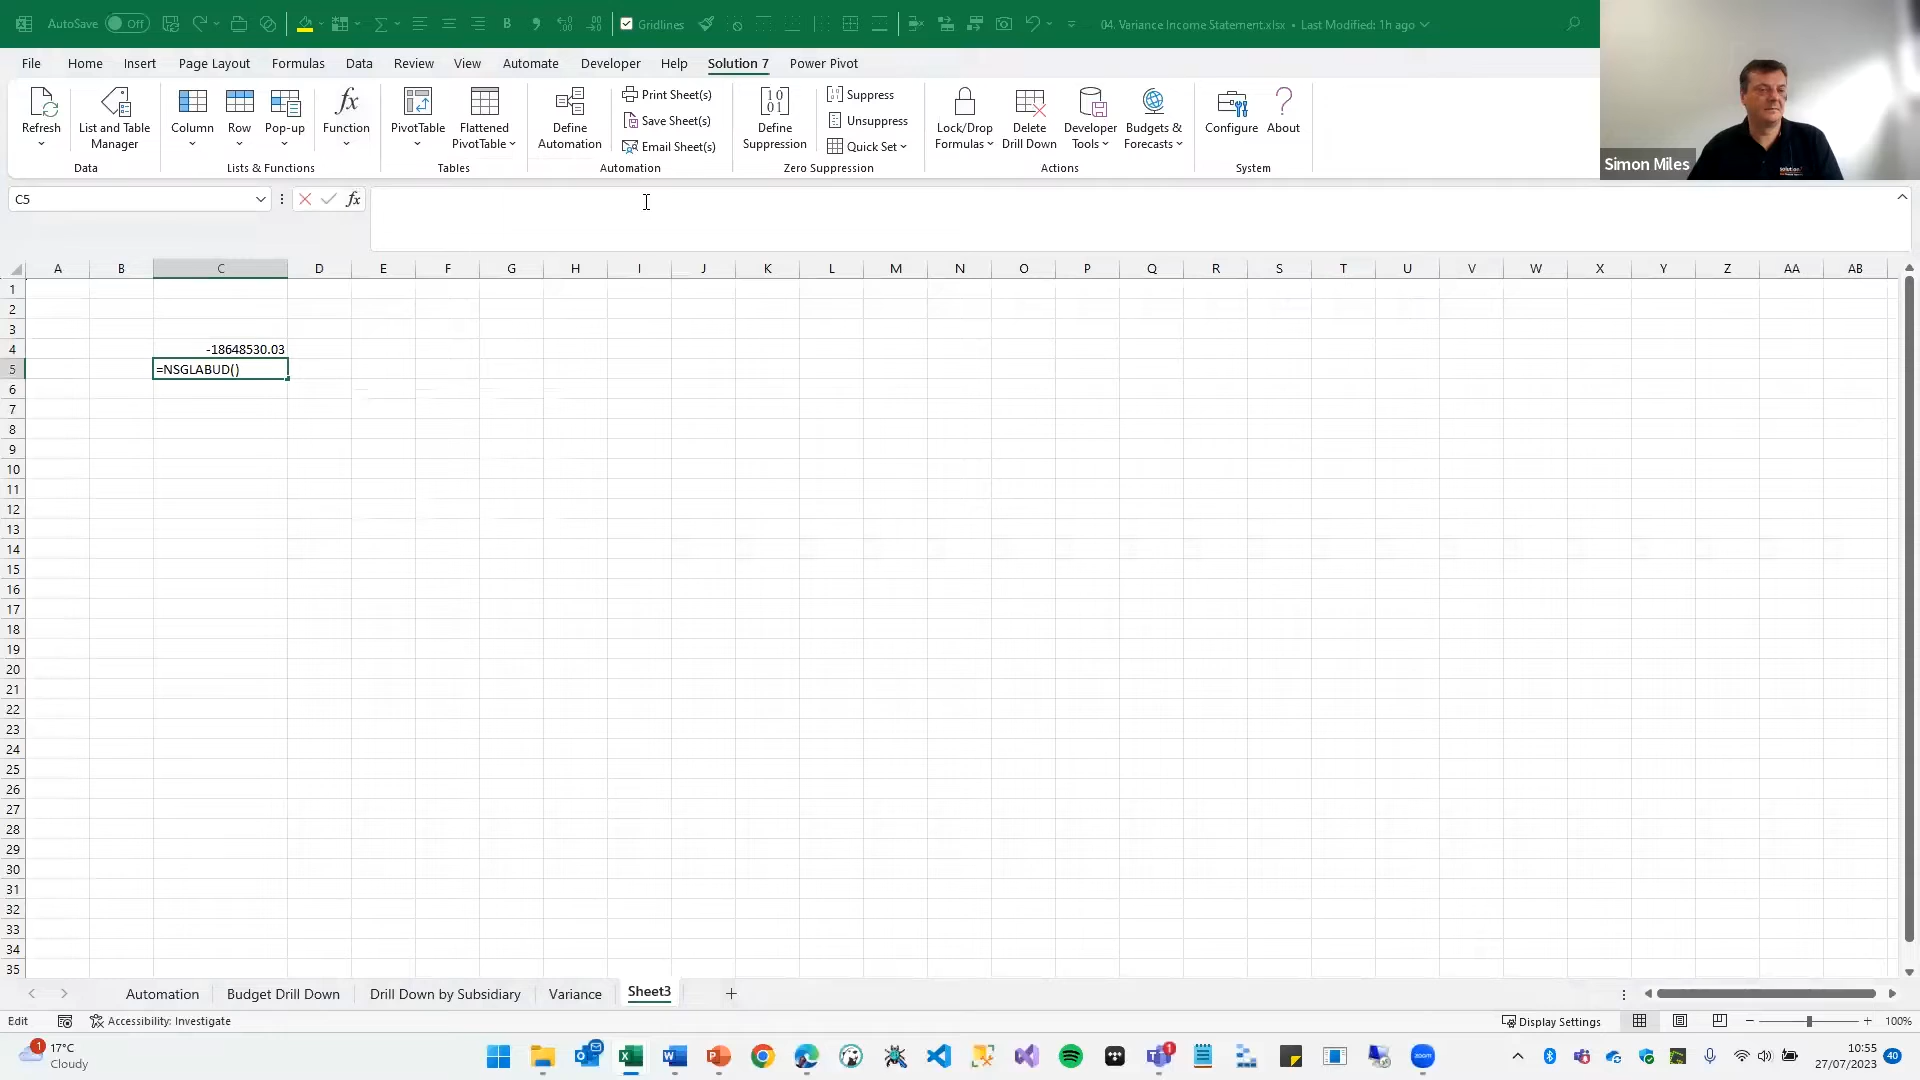 AutoSave Off Gridlines 04. Variance Income Statement.xlsx • Last Modified: 1h ago
File Home Insert Page Layout Formulas Data Review View Automate Developer Help Solution 7 Power Pivot
Refresh List and Table Manager Column Row Pop-up Function PivotTable Flattened PivotTable Define Automation Print Sheet(s) Save Sheet(s) Email Sheet(s) Define Suppression Suppress Unsuppress Quick Set Lock/Drop Formulas Delete Drill Down Developer Tools Budgets & Forecasts Configure About
Data Lists & Functions Tables Automation Zero Suppression Actions System
Simon Miles
C5 fx
A B C D E F G H I J K L M N O P Q R S T U V W X Y Z AA AB
1
2
3
4 -18648530.03
5 =NSGLABUD()
6
7
8
9
10
11
12
13
14
15
16
17
18
19
20
21
22
23
24
25
26
27
28
29
30
31
32
33
34
35
Automation Budget Drill Down Drill Down by Subsidiary Variance Sheet3
Edit Accessibility: Investigate Display Settings 100%
1 17°C 10:55
Cloudy 27/07/2023 40